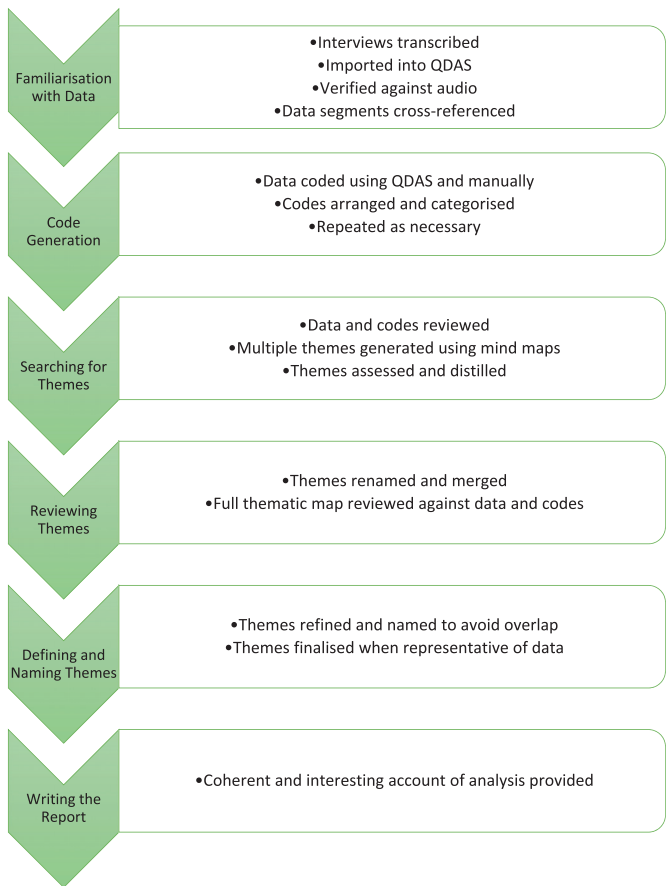 Familiarisation
with Data
•Interviews transcribed
•Imported into QDAS
•Verified against audio
•Data segments cross-referenced
Code
Generation
•Data coded using QDAS and manually
•Codes arranged and categorised
•Repeated as necessary
Searching for
Themes
•Data and codes reviewed
•Multiple themes generated using mind maps
•Themes assessed and distilled
Reviewing
Themes
•Themes renamed and merged
•Full thematic map reviewed against data and codes
Defining and
Naming Themes
•Themes refined and named to avoid overlap
•Themes finalised when representative of data
Writing the
Report
•Coherent and interesting account of analysis provided